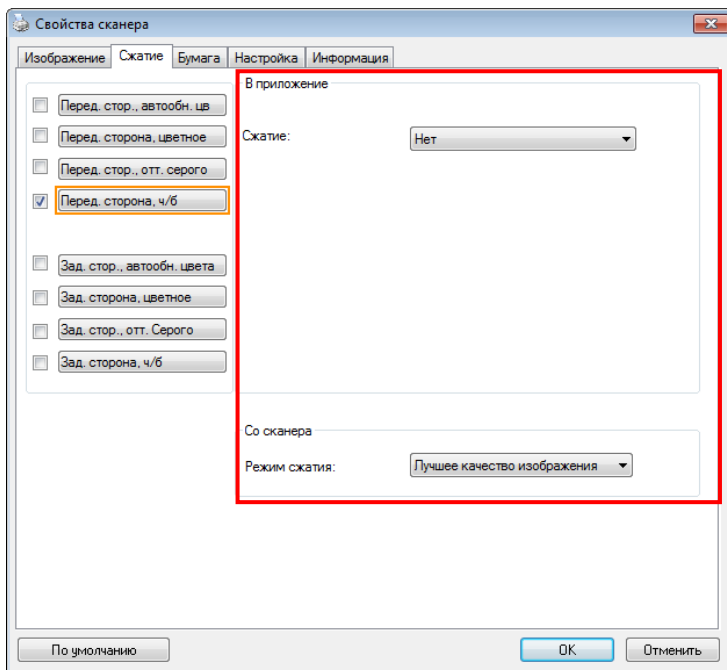 Свойства сканера
Изображение Сжатие Бумага Настройка Информация
В приложение
Перед. стор., автообн. цв
Перед. сторона, цветное
Сжатие: Нет
Перед. стор., отт. серого
Перед. сторона, ч/б
Зад. стор., автообн. цвета
Зад. сторона, цветное
Зад. стор., отт. Серого
Зад. сторона, ч/б
Со сканера
Режим сжатия: Лучшее качество изображения
По умолчанию OK Отменить